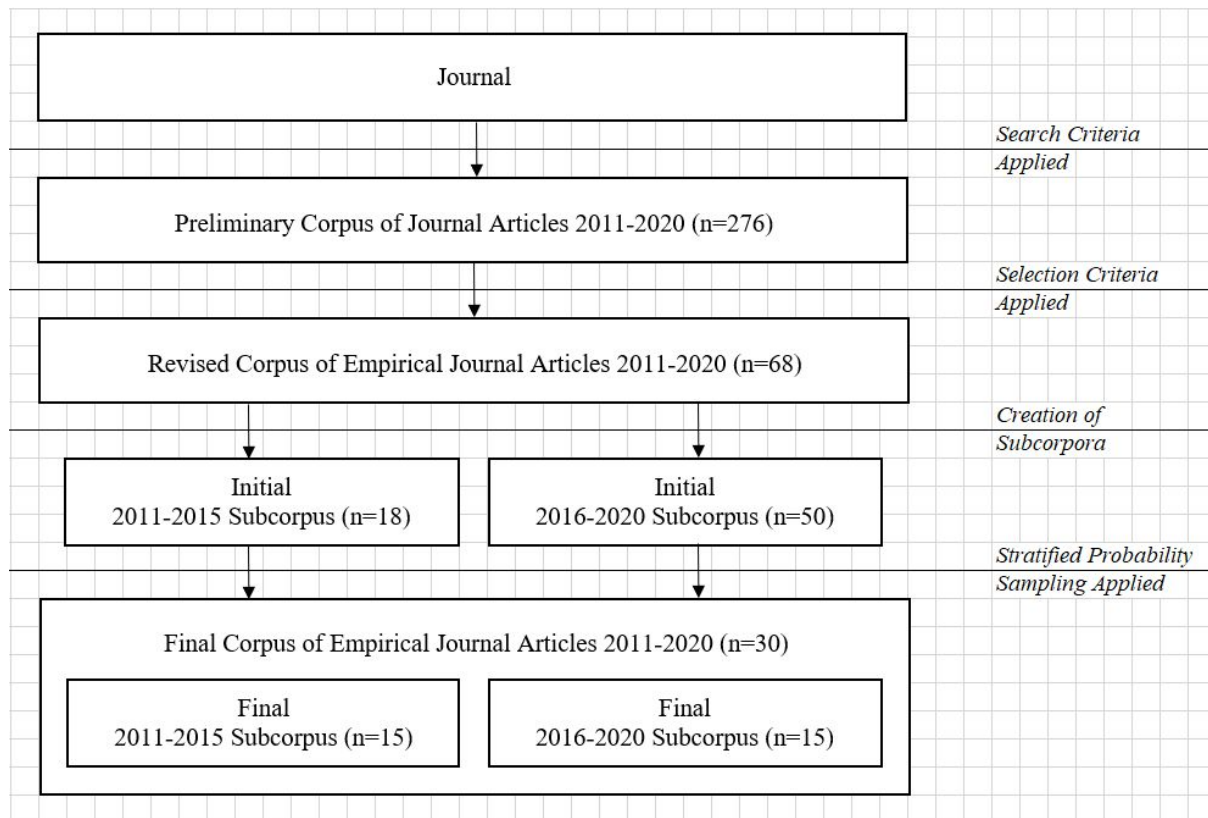 Journal
Search Criteria
Applied
Preliminary Corpus of Journal Articles 2011-2020 (n=276)
Selection Criteria
Applied
Revised Corpus of Empirical Journal Articles 2011-2020 (n=68)
Creation of
Subcorpora
Initial
2011-2015 Subcorpus (n=18)
Initial
2016-2020 Subcorpus (n=50)
Stratified Probability
Sampling Applied
Final Corpus of Empirical Journal Articles 2011-2020 (n=30)
Final
2011-2015 Subcorpus (n=15)
Final
2016-2020 Subcorpus (n=15)